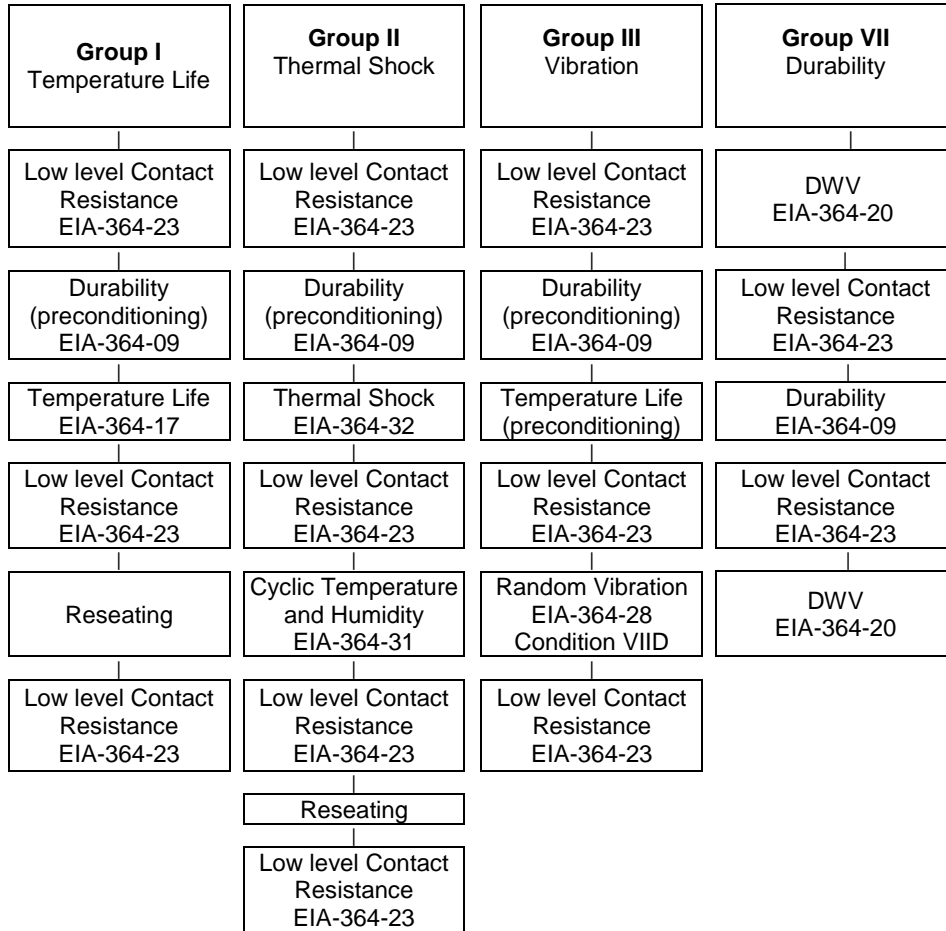 Group I
Temperature Life
Low level Contact
Resistance
EIA-364-23
Durability
(preconditioning)
EIA-364-09
Temperature Life
EIA-364-17
Low level Contact
Resistance
EIA-364-23
Reseating
Low level Contact
Resistance
EIA-364-23
Group II
Thermal Shock
Low level Contact
Resistance
EIA-364-23
Durability
(preconditioning)
EIA-364-09
Thermal Shock
EIA-364-32
Low level Contact
Resistance
EIA-364-23
Cyclic Temperature
and Humidity
EIA-364-31
Low level Contact
Resistance
EIA-364-23
Reseating
Low level Contact
Resistance
EIA-364-23
Group III
Vibration
Low level Contact
Resistance
EIA-364-23
Durability
(preconditioning)
EIA-364-09
Temperature Life
(preconditioning)
Low level Contact
Resistance
EIA-364-23
Random Vibration
EIA-364-28
Condition VIID
Low level Contact
Resistance
EIA-364-23
Group VII
Durability
DWV
EIA-364-20
Low level Contact
Resistance
EIA-364-23
Durability
EIA-364-09
Low level Contact
Resistance
EIA-364-23
DWV
EIA-364-20